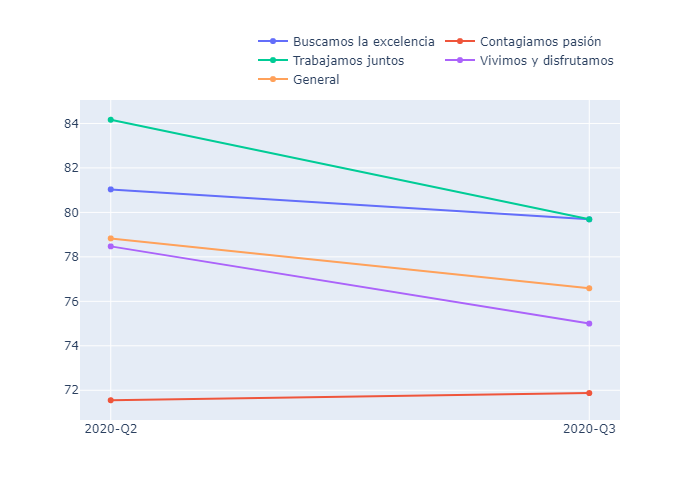 Buscamos la excelencia Contagiamos pasión
Trabajamos juntos Vivimos y disfrutamos
General
84
82
80
78
76
74
72
2020-Q2 2020-Q3